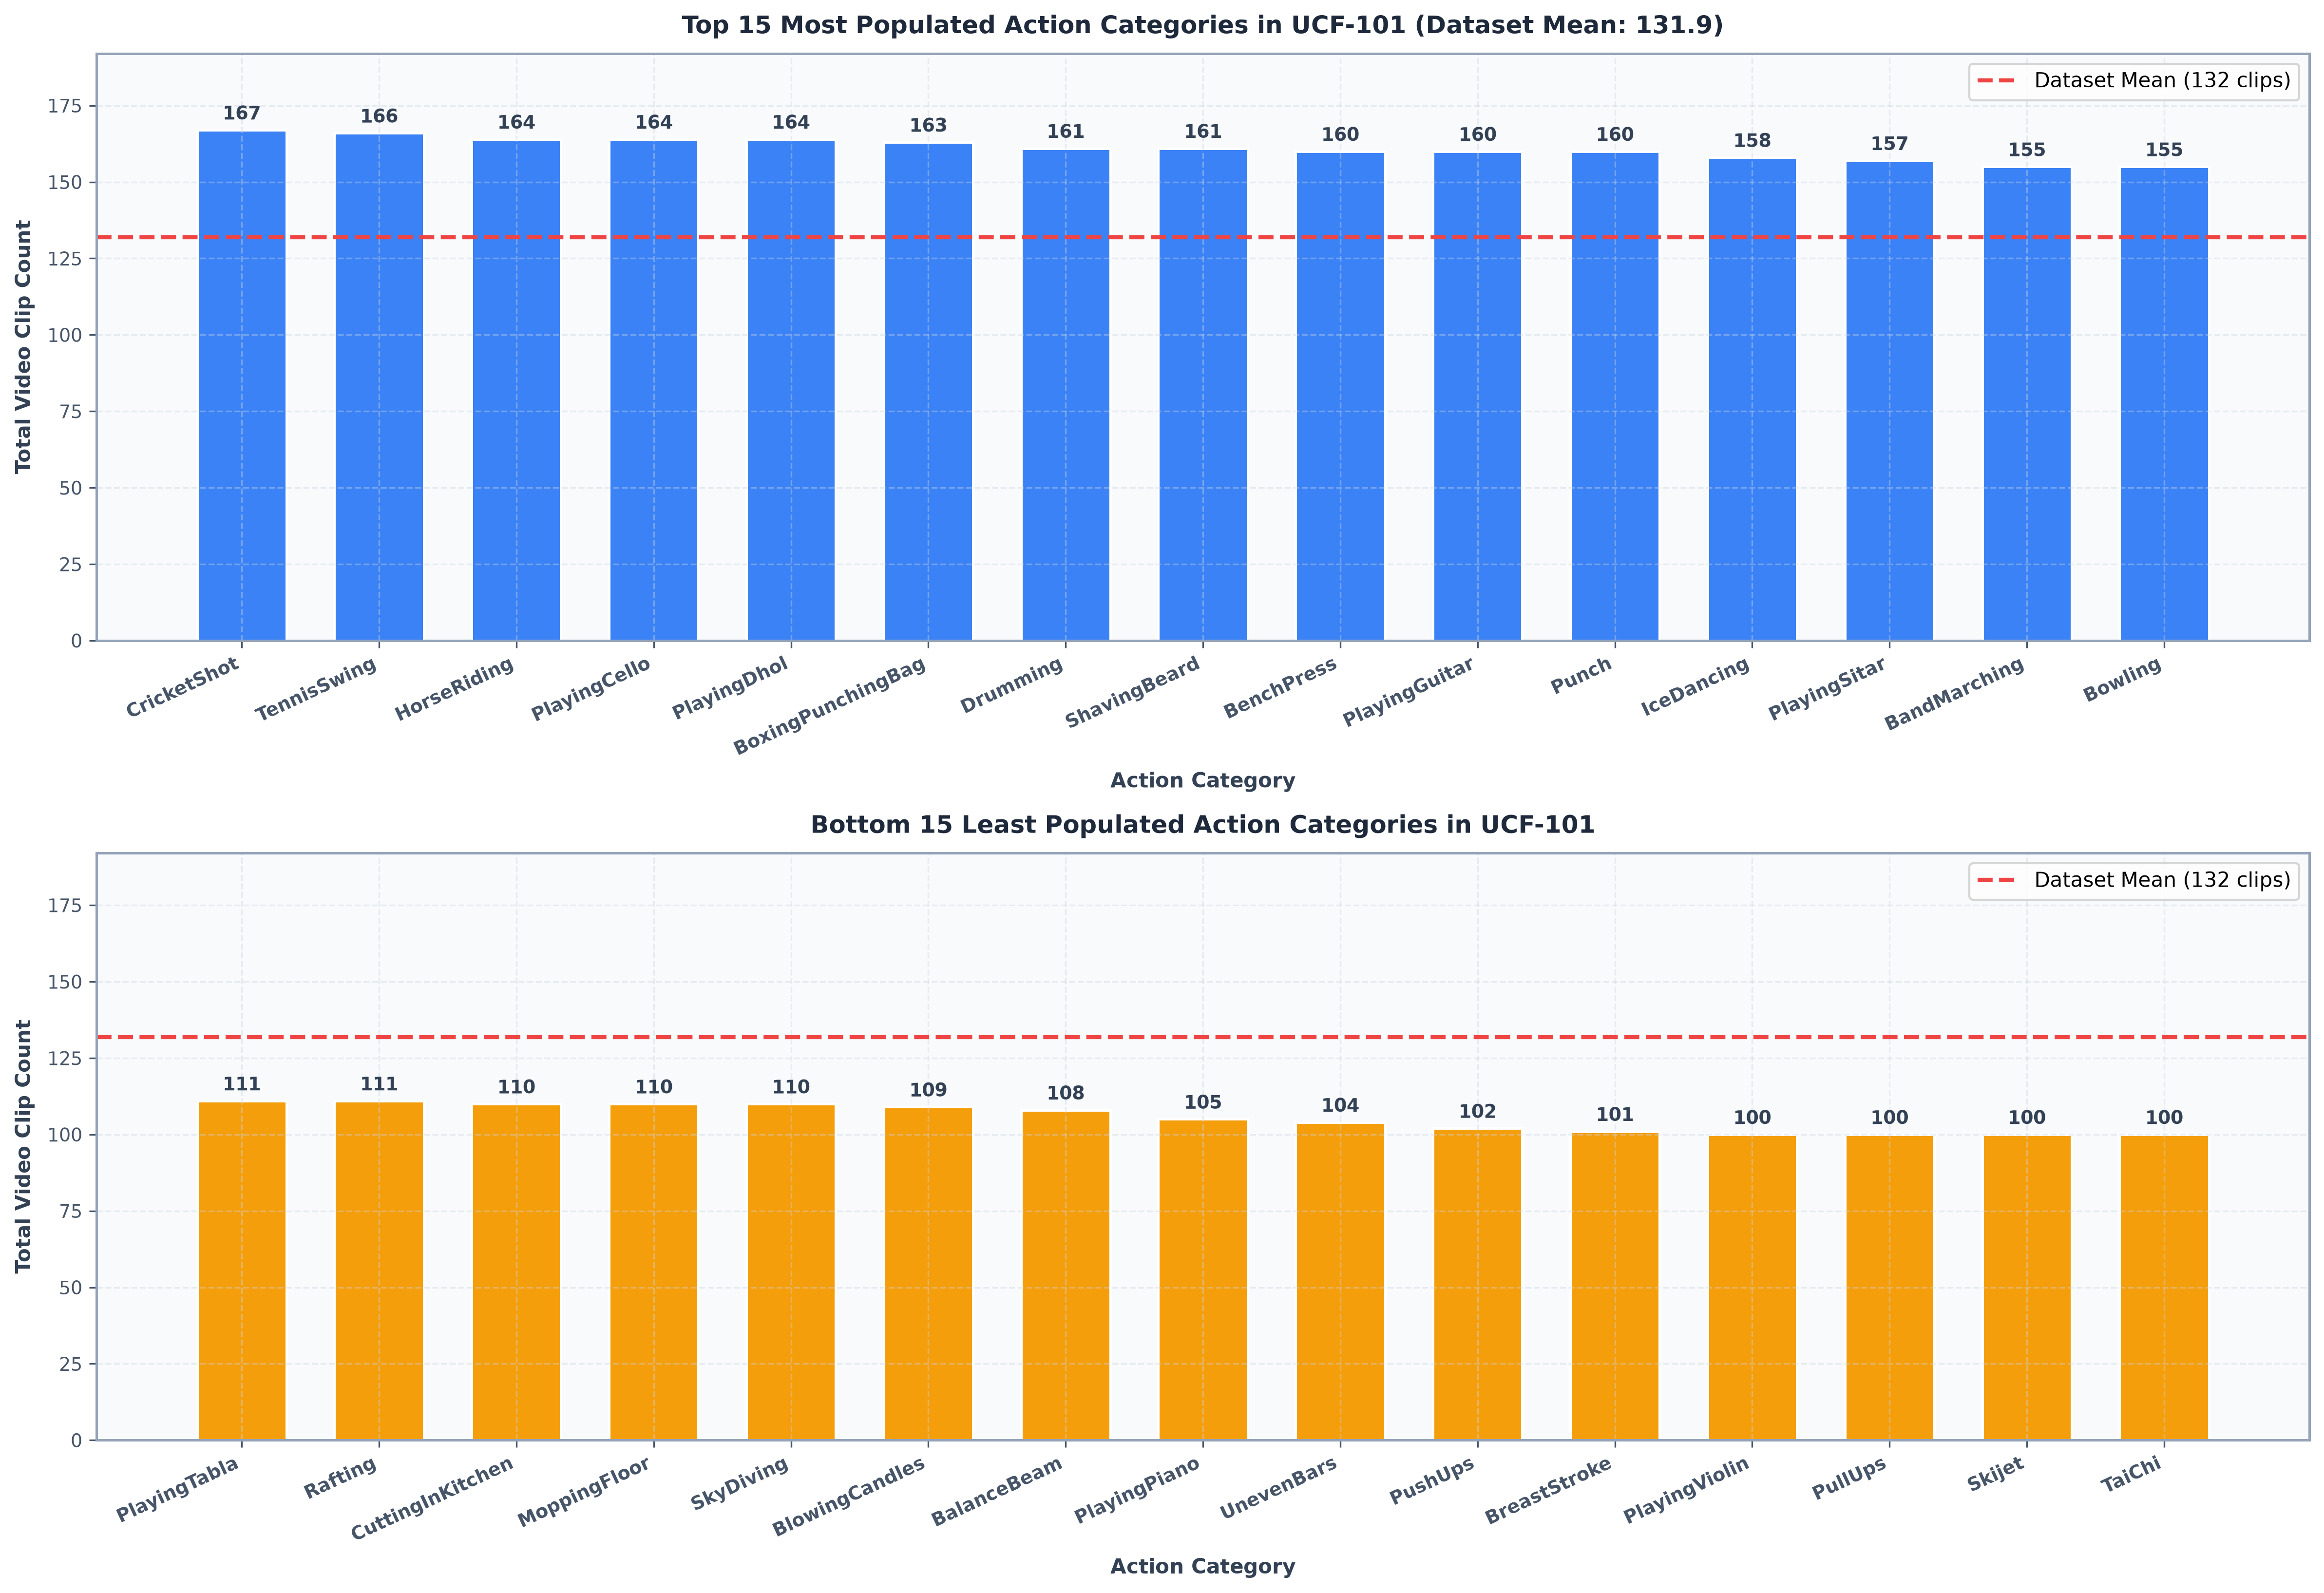 Top 15 Most Populated Action Categories in UCF-101 (Dataset Mean: 131.9)
Dataset Mean (132 clips)
Total Video Clip Count
175
150
125
100
75
50
25
0
167 166 164 164 164 163 161 161 160 160 160 158 157 155 155
CricketShot TennisSwing HorseRiding PlayingCello PlayingDhol BoxingPunchingBag Drumming ShavingBeard BenchPress PlayingGuitar Punch IceDancing PlayingSitar BandMarching Bowling
Action Category
Bottom 15 Least Populated Action Categories in UCF-101
Dataset Mean (132 clips)
Total Video Clip Count
175
150
125
100
75
50
25
0
111 111 110 110 110 109 108 105 104 102 101 100 100 100 100
PlayingTabla Rafting CuttingInKitchen MoppingFloor SkyDiving BlowingCandles BalanceBeam PlayingPiano UnevenBars PushUps BreastStroke PlayingViolin PullUps Skijet TaiChi
Action Category